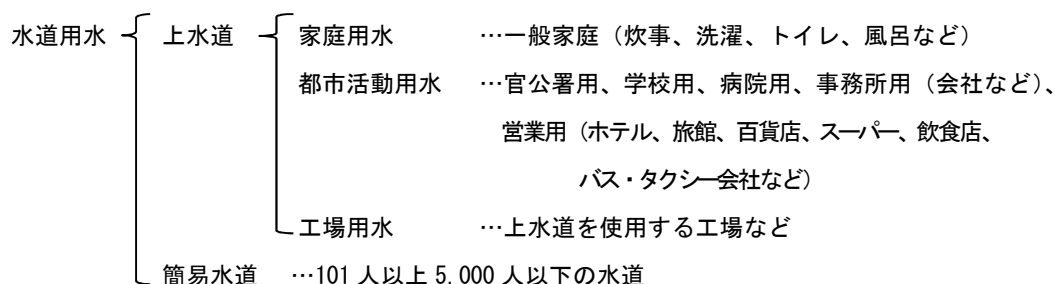 水道用水 上水道 家庭用水 …一般家庭（炊事、洗濯、トイレ、風呂など）
都市活動用水 …官公署用、学校用、病院用、事務所用（会社など）、
営業用（ホテル、旅館、百貨店、スーパー、飲食店、
バス・タクシー会社など）
工場用水 …上水道を使用する工場など
簡易水道 …101 人以上 5,000 人以下の水道